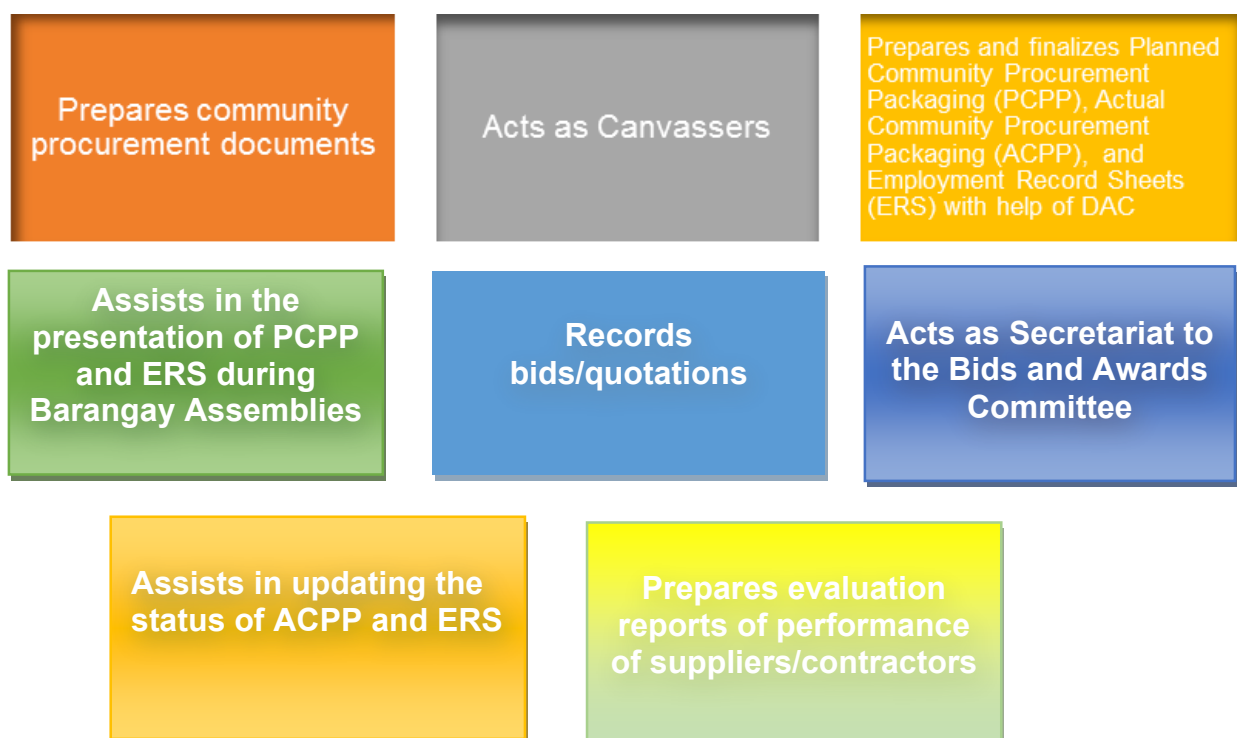 Prepares community
procurement documents
Acts as Canvassers
Prepares and finalizes Planned
Community Procurement
Packaging (PCPP), Actual
Community Procurement
Packaging (ACPP), and
Employment Record Sheets
(ERS) with help of DAC
Assists in the
presentation of PCPP
and ERS during
Barangay Assemblies
Records
bids/quotations
Acts as Secretariat to
the Bids and Awards
Committee
Assists in updating the
status of ACPP and ERS
Prepares evaluation
reports of performance
of suppliers/contractors